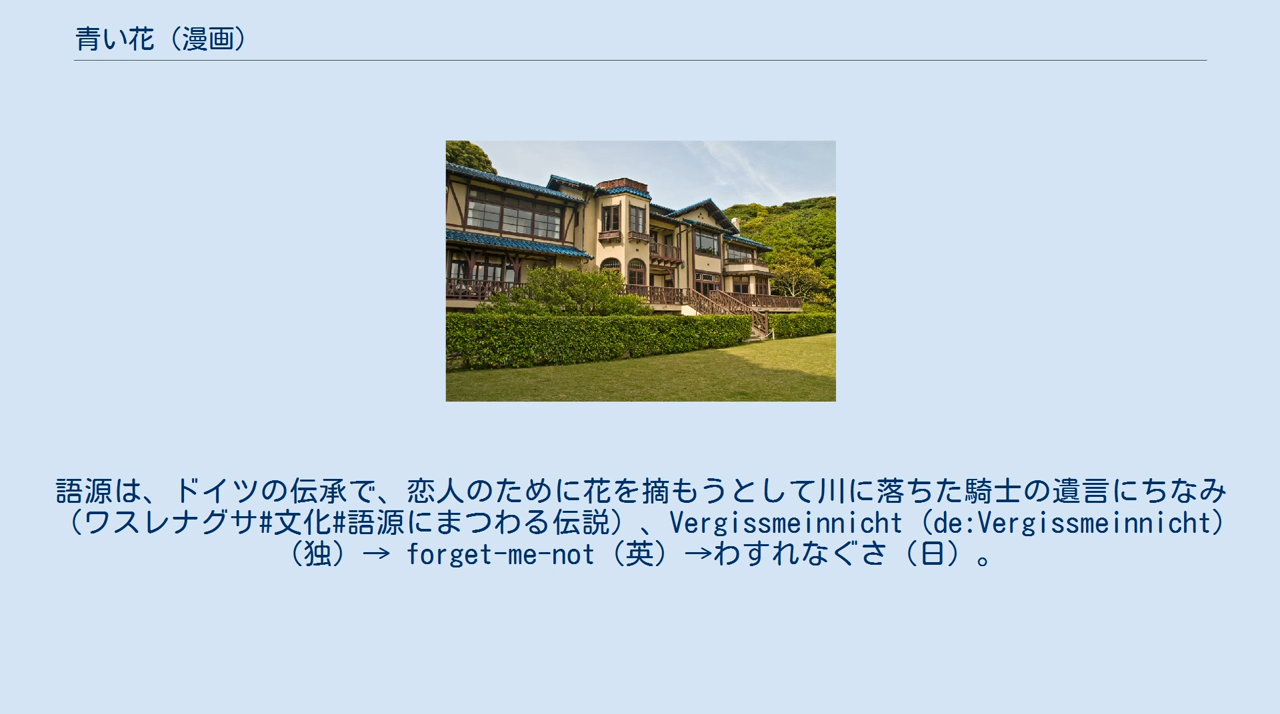 青い花（漫画）
語源は、ドイツの伝承で、恋人のために花を摘もうとして川に落ちた騎士の遺言にちなみ
（ワスレナグサ#文化#語源にまつわる伝説）、Vergissmeinnicht（de:Vergissmeinnicht）
（独）→ forget-me-not（英）→わすれなぐさ（日）。